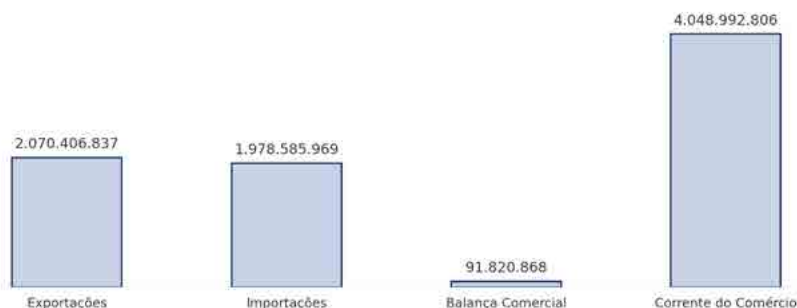 4.048.992.806
2.070.406.837
1.978.585.969
91.820.868
Exportações
Importações
Balança Comercial
Corrente do Comércio